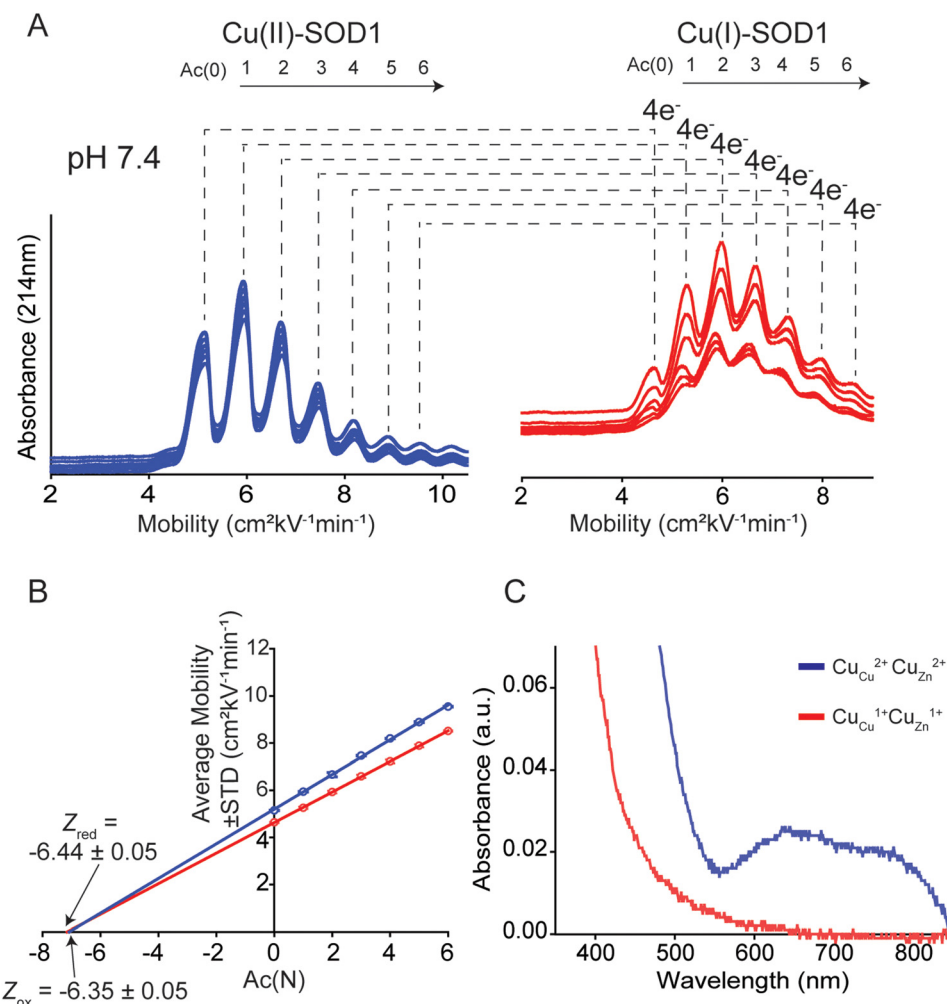 A
Cu(II)-SOD1
Cu(I)-SOD1
Ac(0) 1 2 3 4 5 6
Ac(0) 1 2 3 4 5 6
4e⁻
4e⁻
4e⁻
4e⁻
4e⁻
4e⁻
4e⁻
pH 7.4
Absorbance (214nm)
2 4 6 8 10
2 4 6 8
Mobility (cm²kV⁻¹min⁻¹)
Mobility (cm²kV⁻¹min⁻¹)
B
Average Mobility
±STD (cm²kV⁻¹min⁻¹)
12
10
8
6
4
2
Zred =
-6.44 ± 0.05
-8 -6 -4 -2 0 2 4 6
Ac(N)
Zox = -6.35 ± 0.05
C
CuCu²⁺CuZn²⁺
CuCu¹⁺CuZn¹⁺
Absorbance (a.u.)
0.06
0.04
0.02
0.00
400 500 600 700 800
Wavelength (nm)